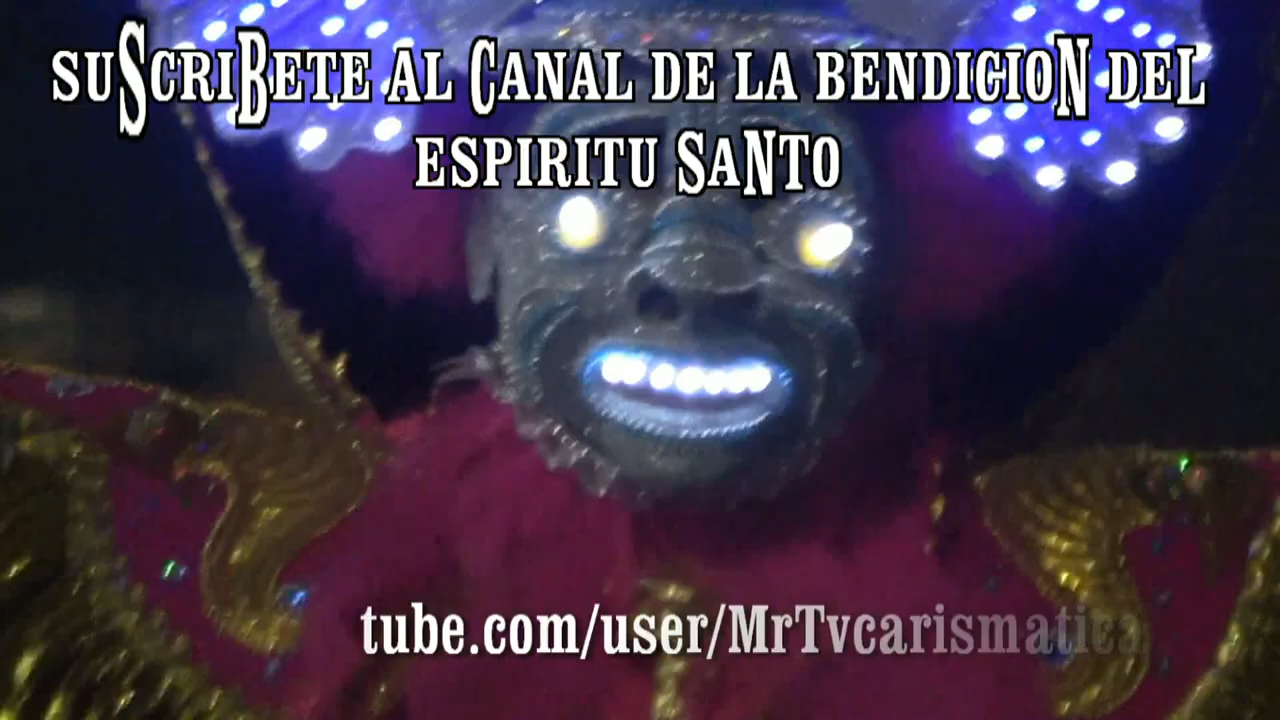 suScriBete al Canal de la bendicioN del
espiritu SaNto
tube.com/user/MrTvcarismatica